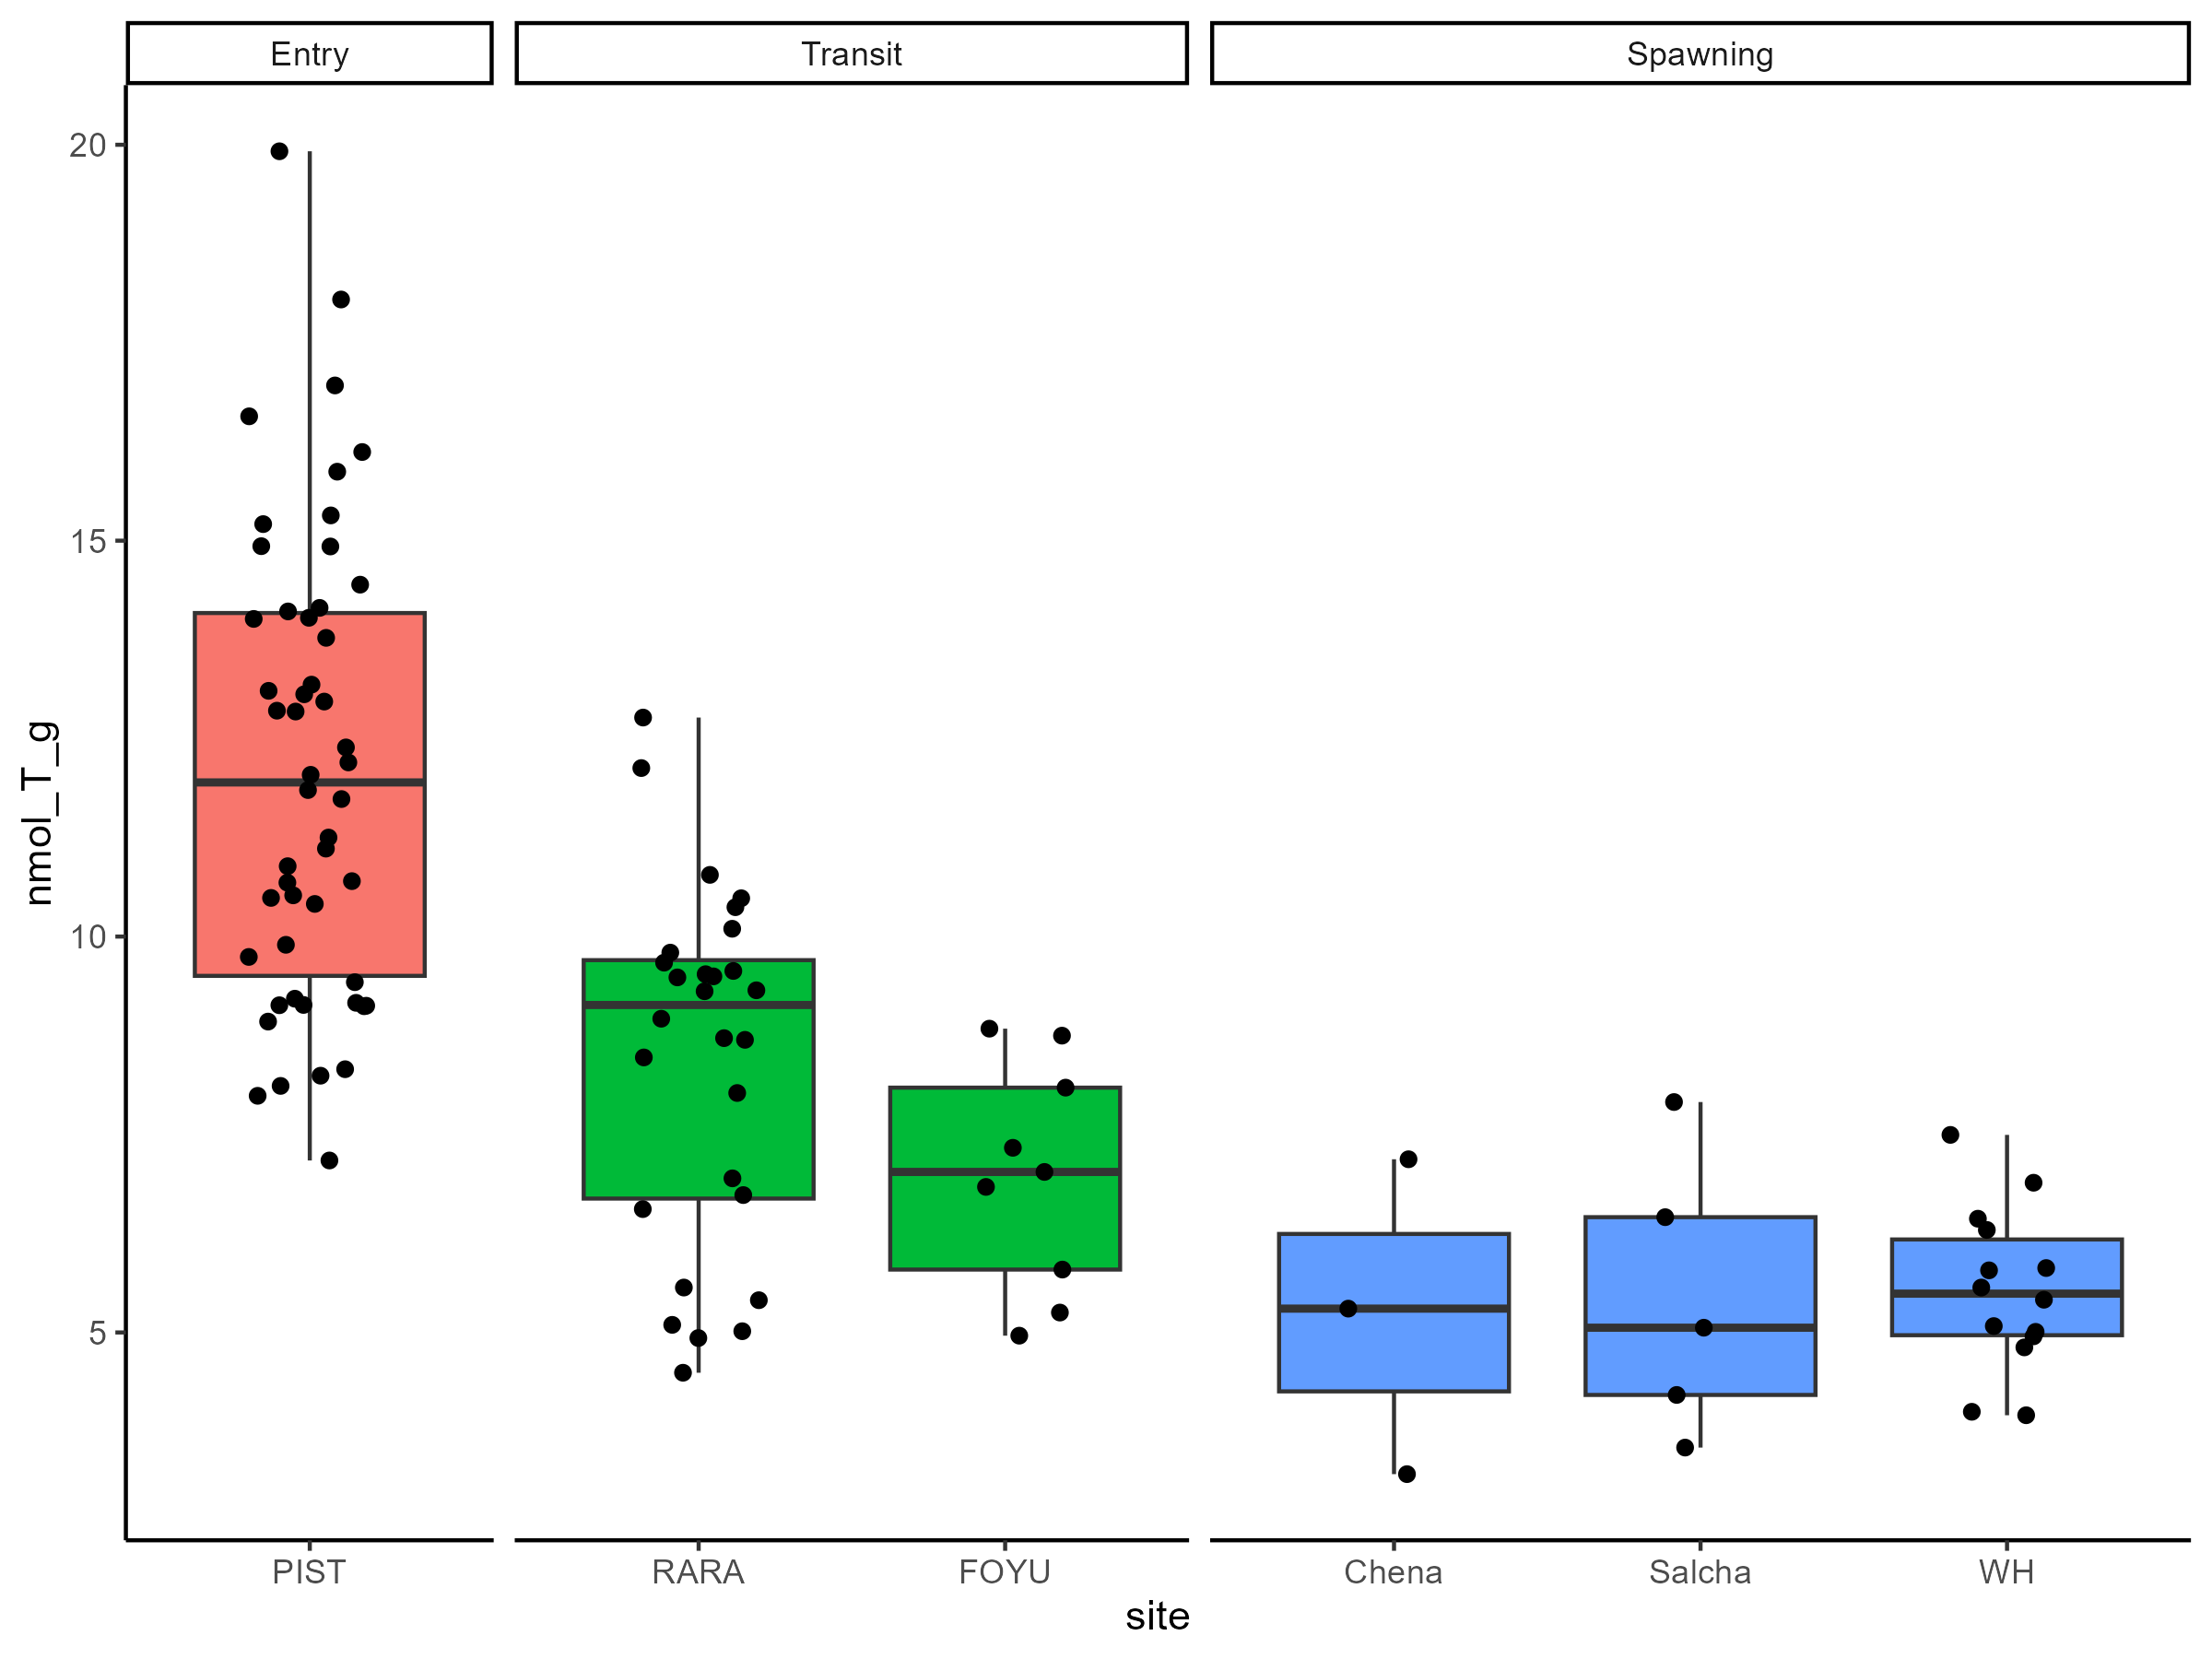 Entry Transit Spawning
20
15
10
5
nmol_T_g
PIST RARA FOYU Chena Salcha WH
site